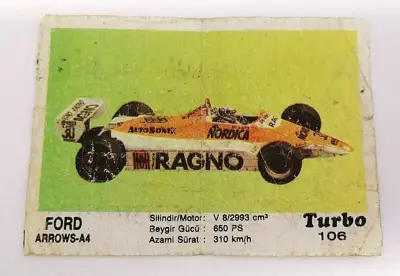 AUTOSONIK
NORDICA
RAGNO
FORD
ARROWS-A4
Silindir/Motor: V 8/2993 cm³
Beygir Gücü : 650 PS
Azami Sürat : 310 km/h
Turbo
106